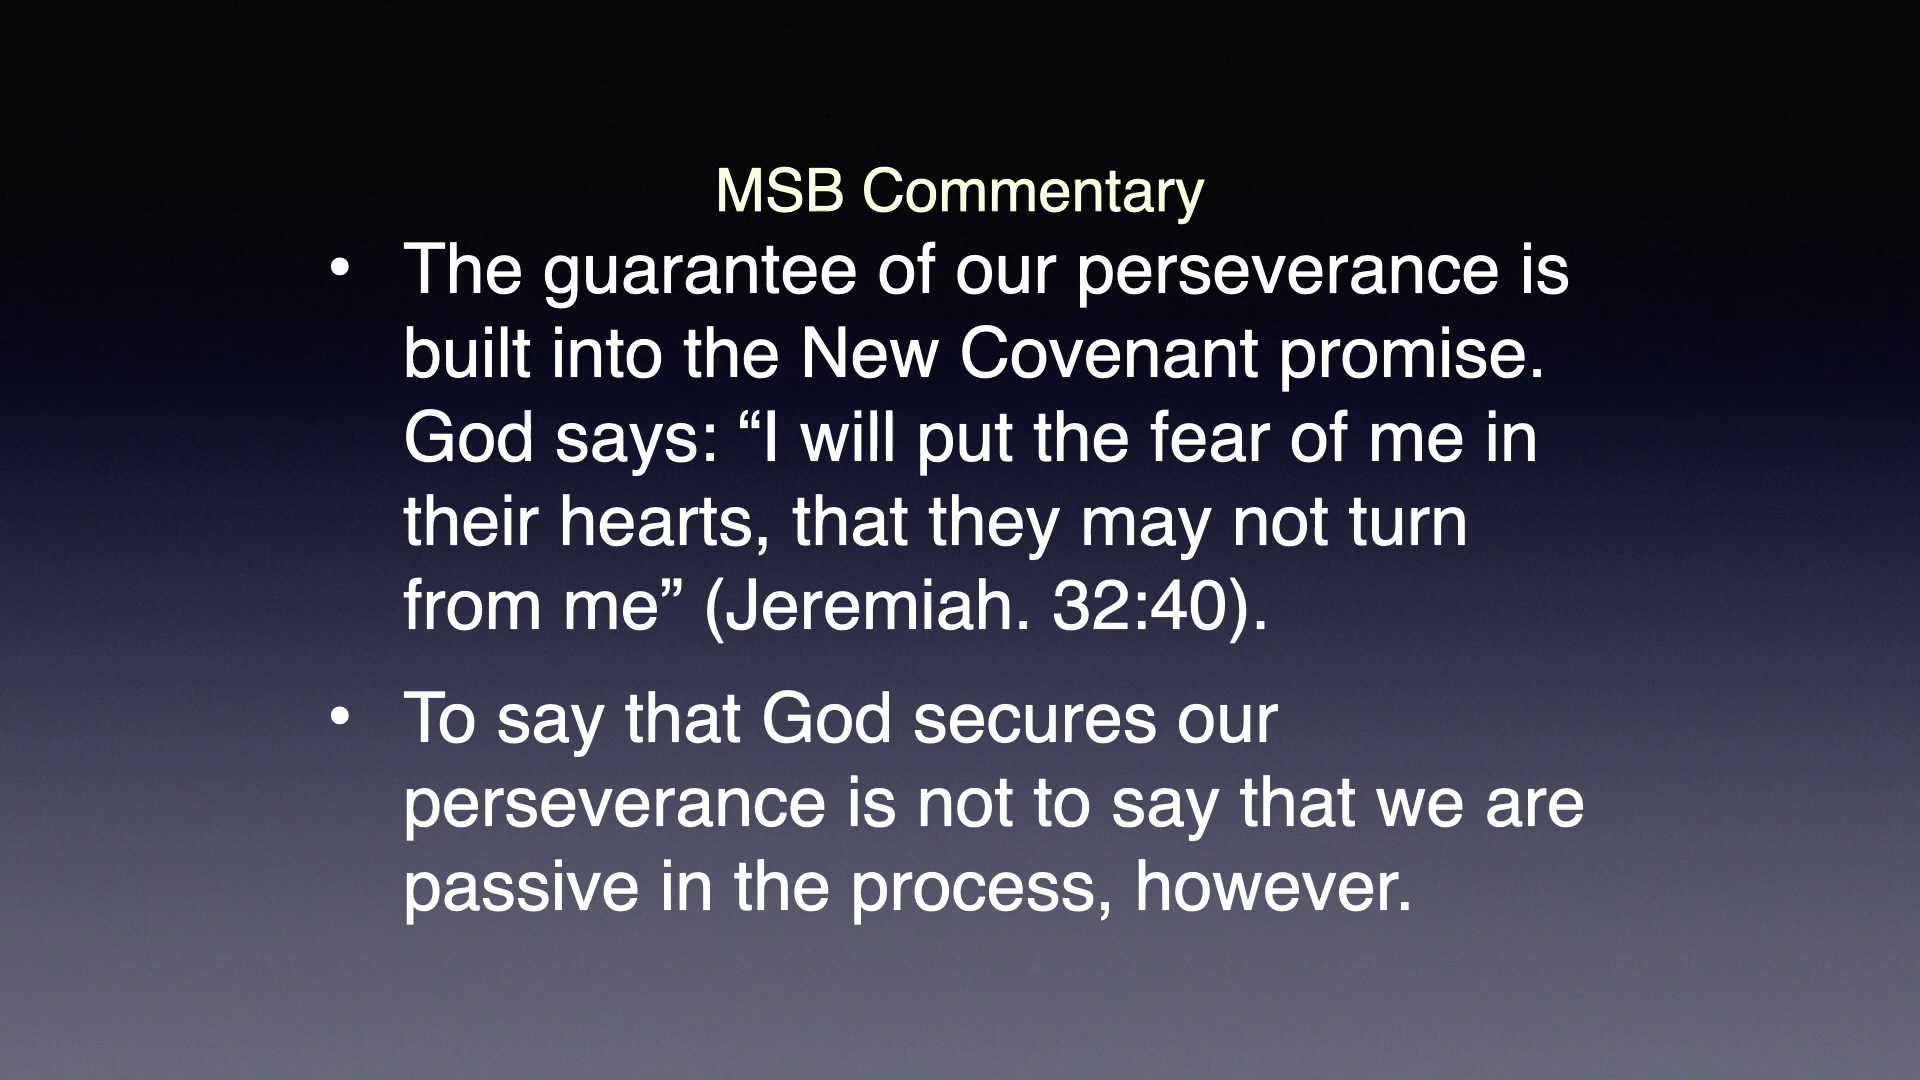 MSB Commentary
• The guarantee of our perseverance is
built into the New Covenant promise.
God says: “I will put the fear of me in
their hearts, that they may not turn
from me” (Jeremiah. 32:40).
• To say that God secures our
perseverance is not to say that we are
passive in the process, however.